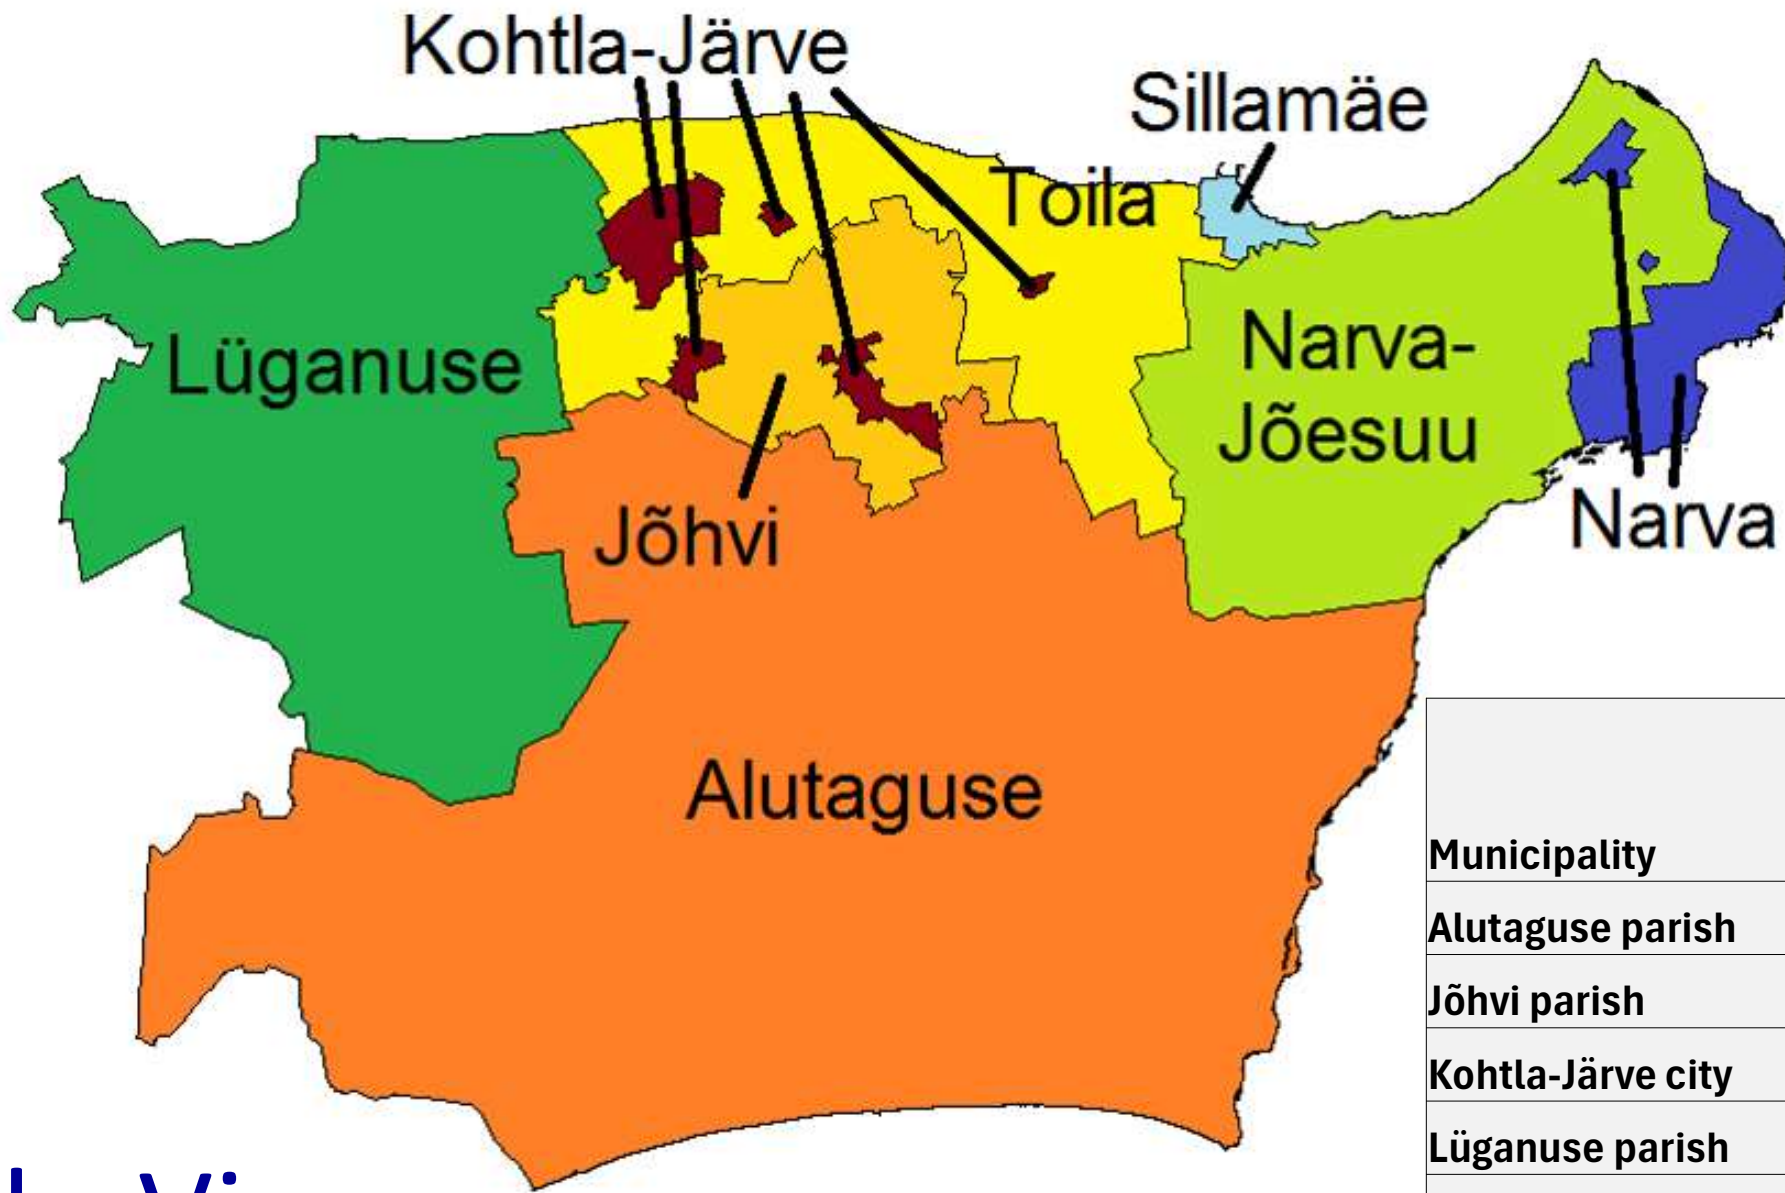 Kohtla-Järve
Sillamäe
Toila
Lüganuse
Narva-
Jõesuu
Jõhvi
Narva
Alutaguse
Municipality
Alutaguse parish
Jõhvi parish
Kohtla-Järve city
Lüganuse parish